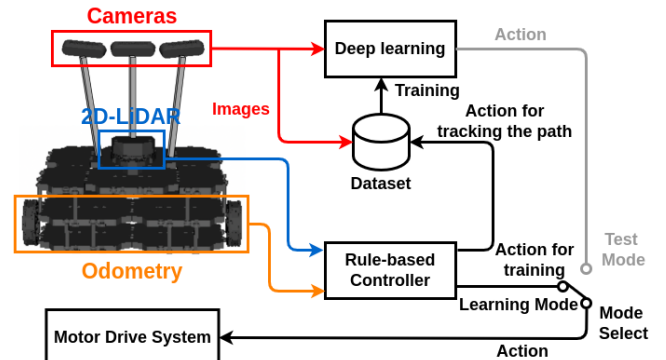 Cameras
Deep learning
Action
2D-LiDAR
Images
Training
Action for
tracking the path
Dataset
Odometry
Rule-based
Controller
Action for
training
Test
Mode
Learning Mode
Mode
Select
Motor Drive System
Action